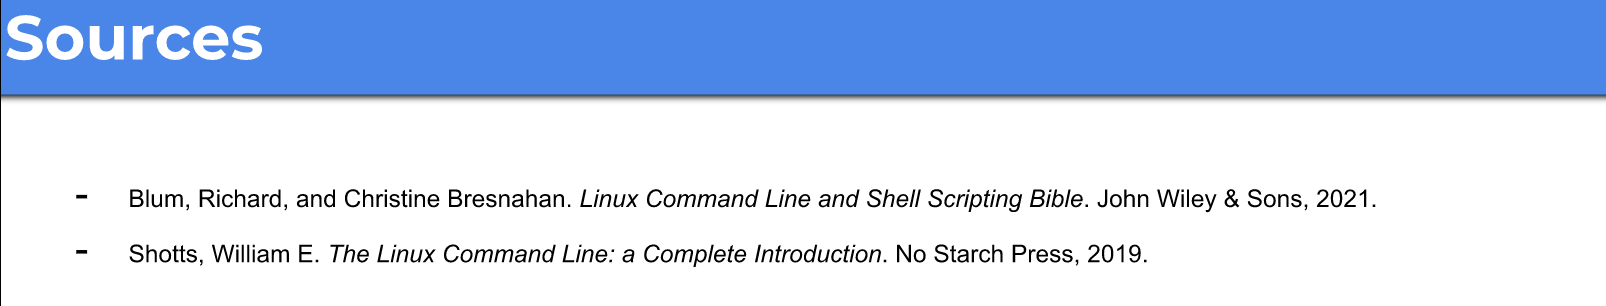 Sources
- Blum, Richard, and Christine Bresnahan. Linux Command Line and Shell Scripting Bible. John Wiley & Sons, 2021.
- Shotts, William E. The Linux Command Line: a Complete Introduction. No Starch Press, 2019.